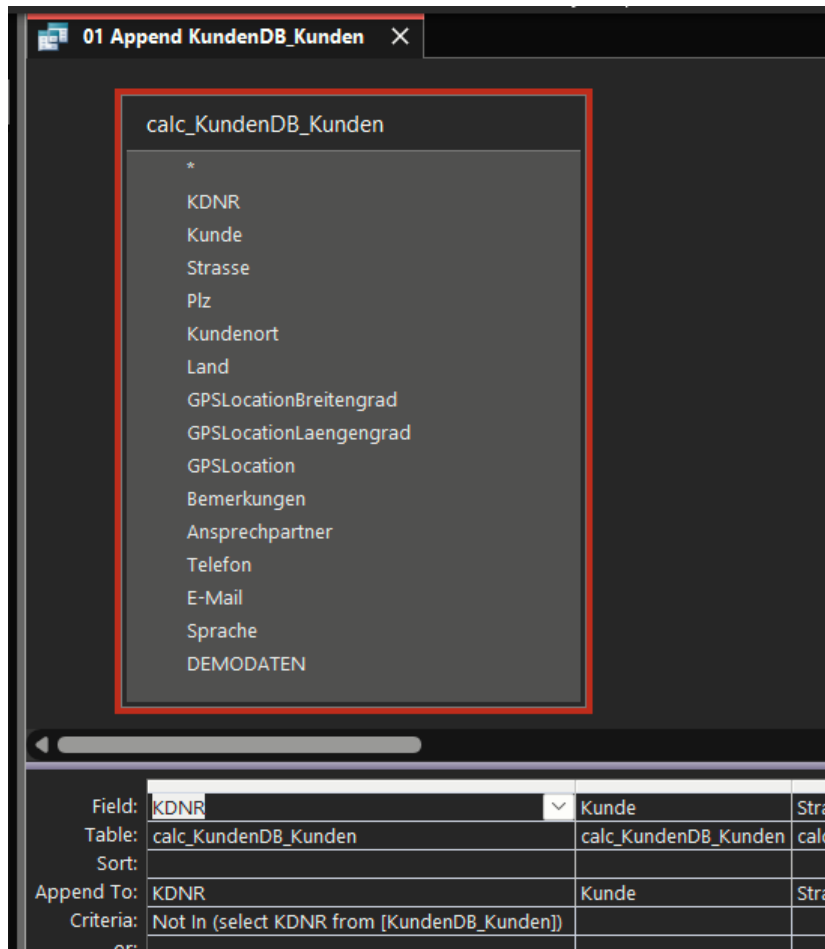 01 Append KundenDB_Kunden
calc_KundenDB_Kunden
*
KDNR
Kunde
Strasse
Plz
Kundenort
Land
GPSLocationBreitengrad
GPSLocationLaengengrad
GPSLocation
Bemerkungen
Ansprechpartner
Telefon
E-Mail
Sprache
DEMODATEN
Field: KDNR Kunde
Table: calc_KundenDB_Kunden calc_KundenDB_Kunden
Sort:
Append To: KDNR Kunde
Criteria: Not In (select KDNR from [KundenDB_Kunden])
or: